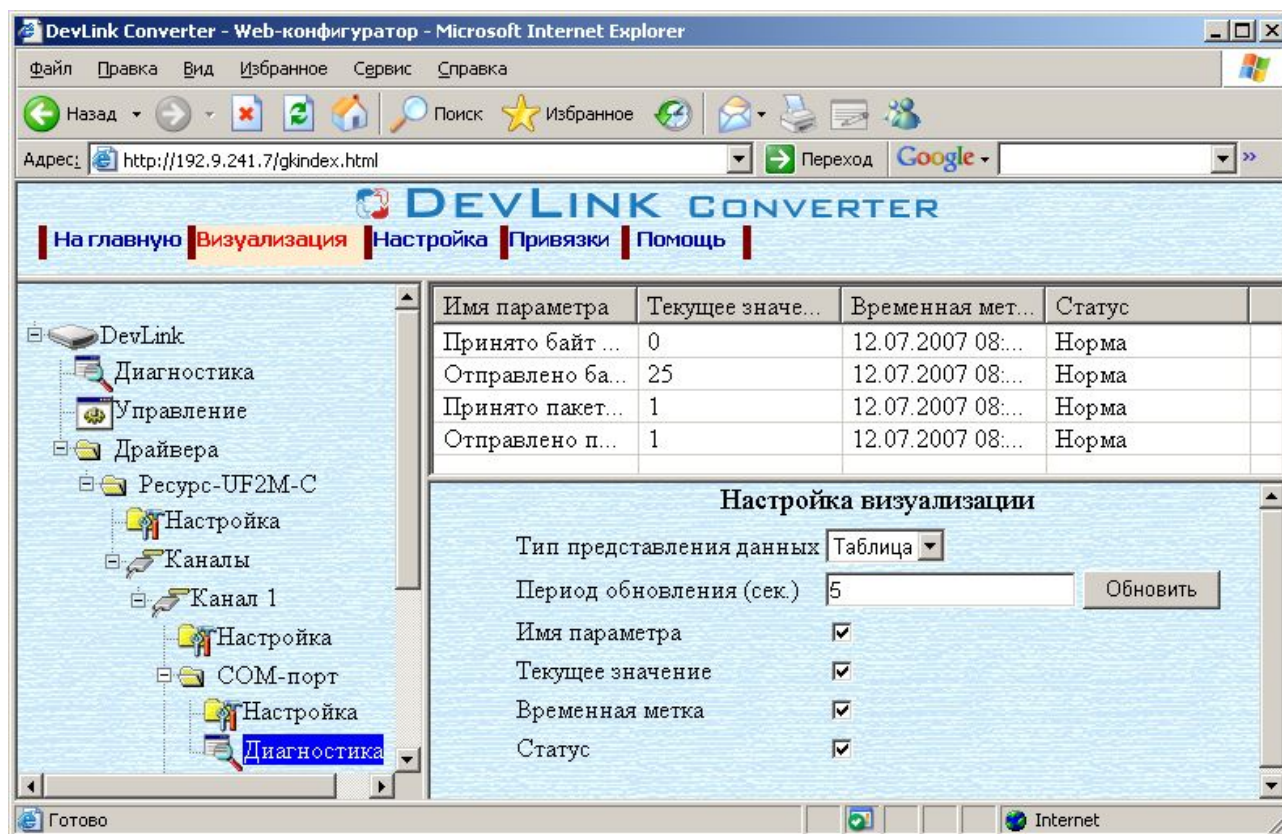 DevLink Converter - Web-конфигуратор - Microsoft Internet Explorer
Файл Правка Вид Избранное Сервис Справка
Назад Поиск Избранное
Адрес: http://192.9.241.7/gkindex.html Переход Google
DEVLINK CONVERTER
На главную Визуализация Настройка Привязки Помощь
DevLink
Диагностика
Управление
Драйвера
Ресурс-UF2M-C
Настройка
Каналы
Канал 1
Настройка
COM-порт
Настройка
Диагностика
Имя параметра Текущее значе... Временная мет... Статус
Принято байт ... 0 12.07.2007 08:... Норма
Отправлено ба... 25 12.07.2007 08:... Норма
Принято пакет... 1 12.07.2007 08:... Норма
Отправлено п... 1 12.07.2007 08:... Норма
Настройка визуализации
Тип представления данных Таблица
Период обновления (сек.) 5 Обновить
Имя параметра
Текущее значение
Временная метка
Статус
Готово Internet